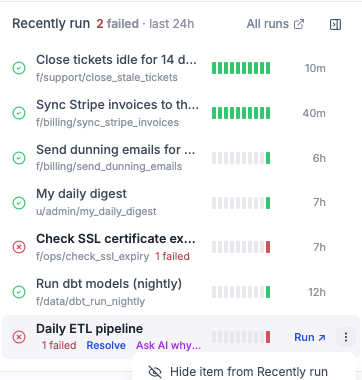 Recently run 2 failed · last 24h All runs
Close tickets idle for 14 d...
f/support/close_stale_tickets
10m
Sync Stripe invoices to th...
f/billing/sync_stripe_invoices
40m
Send dunning emails for ...
f/billing/send_dunning_emails
6h
My daily digest
u/admin/my_daily_digest
7h
Check SSL certificate ex...
f/ops/check_ssl_expiry 1 failed
7h
Run dbt models (nightly)
f/data/dbt_run_nightly
12h
Daily ETL pipeline
1 failed Resolve Ask AI why...
Run
Hide item from Recently run